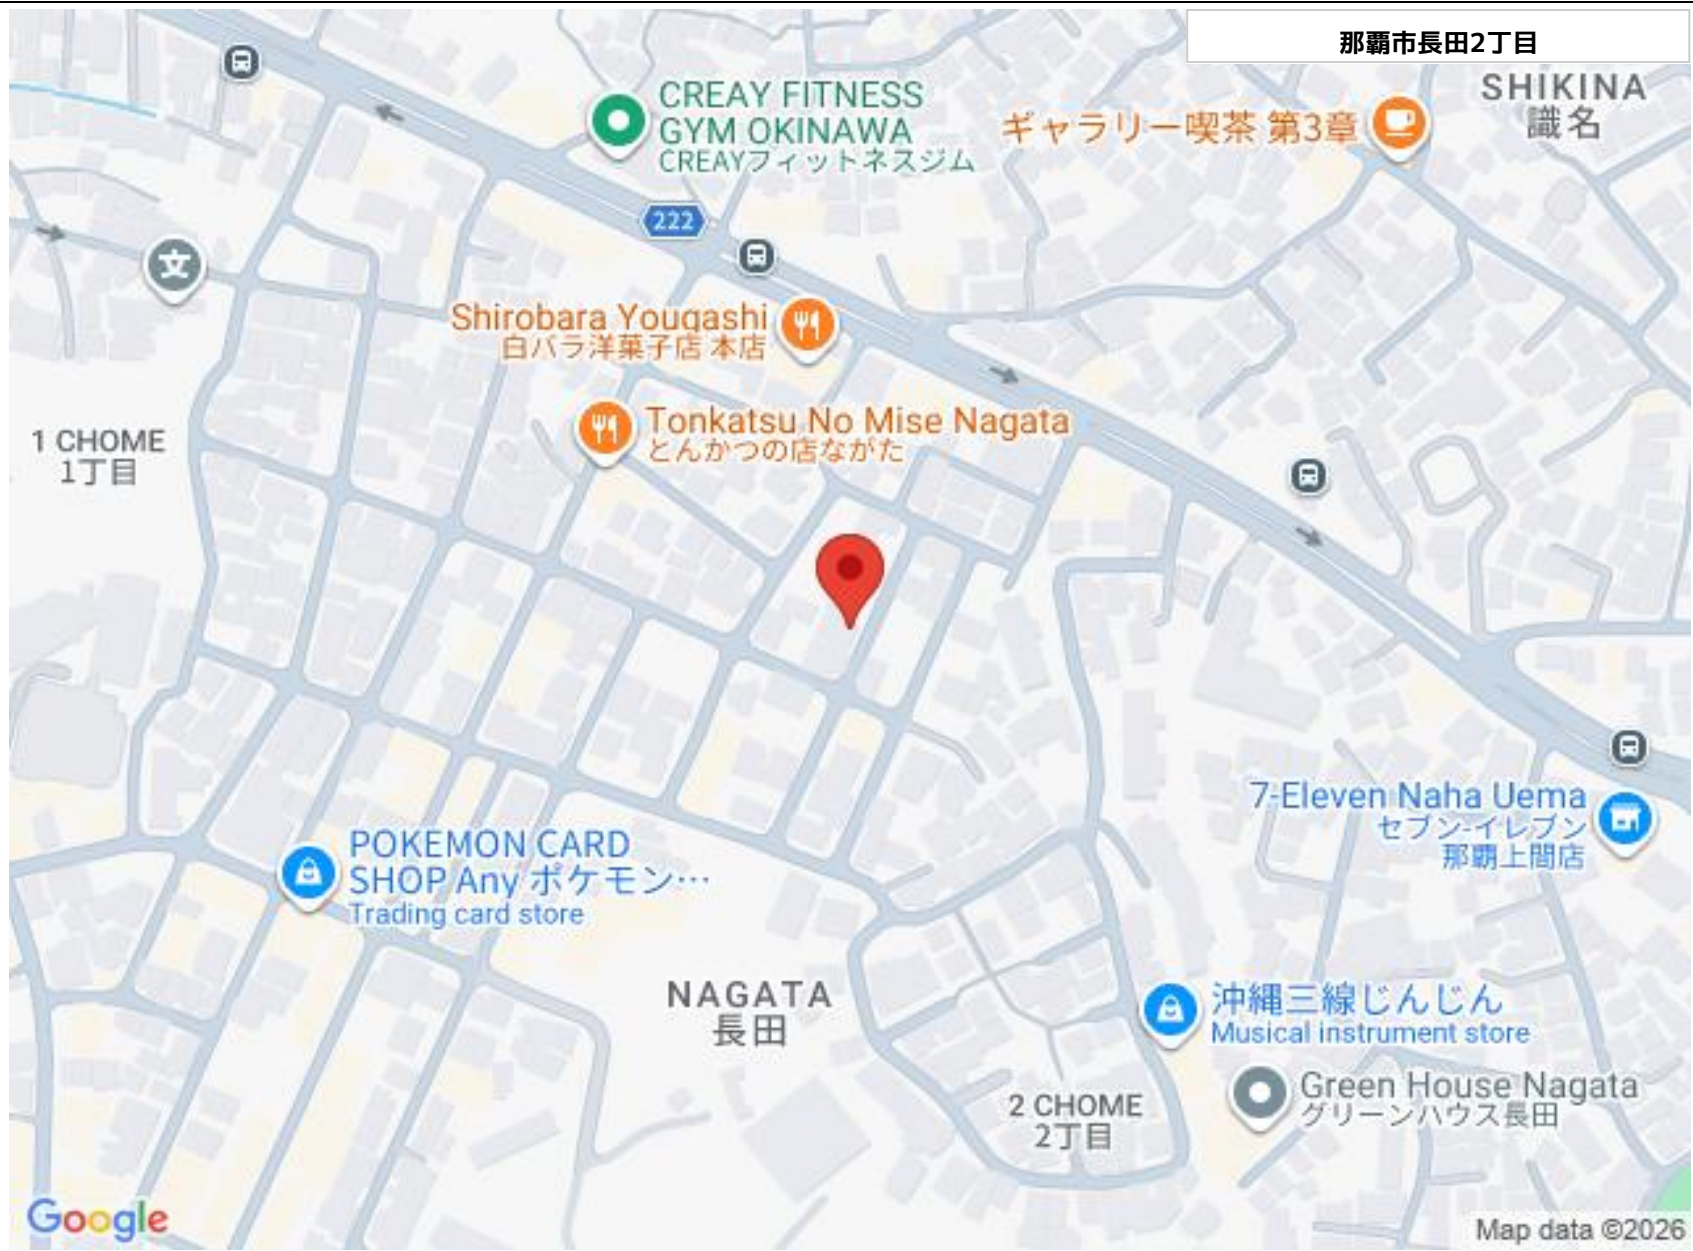 那覇市長田2丁目
SHIKINA
識名
CREAY FITNESS
GYM OKINAWA
CREAYフィットネスジム
ギャラリー喫茶 第3章
222
文
Shirobara Yougashi
白バラ洋菓子店 本店
Tonkatsu No Mise Nagata
とんかつの店ながた
1 CHOME
1丁目
7-Eleven Naha Uema
セブン-イレブン
那覇上間店
POKEMON CARD
SHOP Any ポケモン…
Trading card store
NAGATA
長田
沖縄三線じんじん
Musical instrument store
Green House Nagata
グリーンハウス長田
2 CHOME
2丁目
Google
Map data ©2026